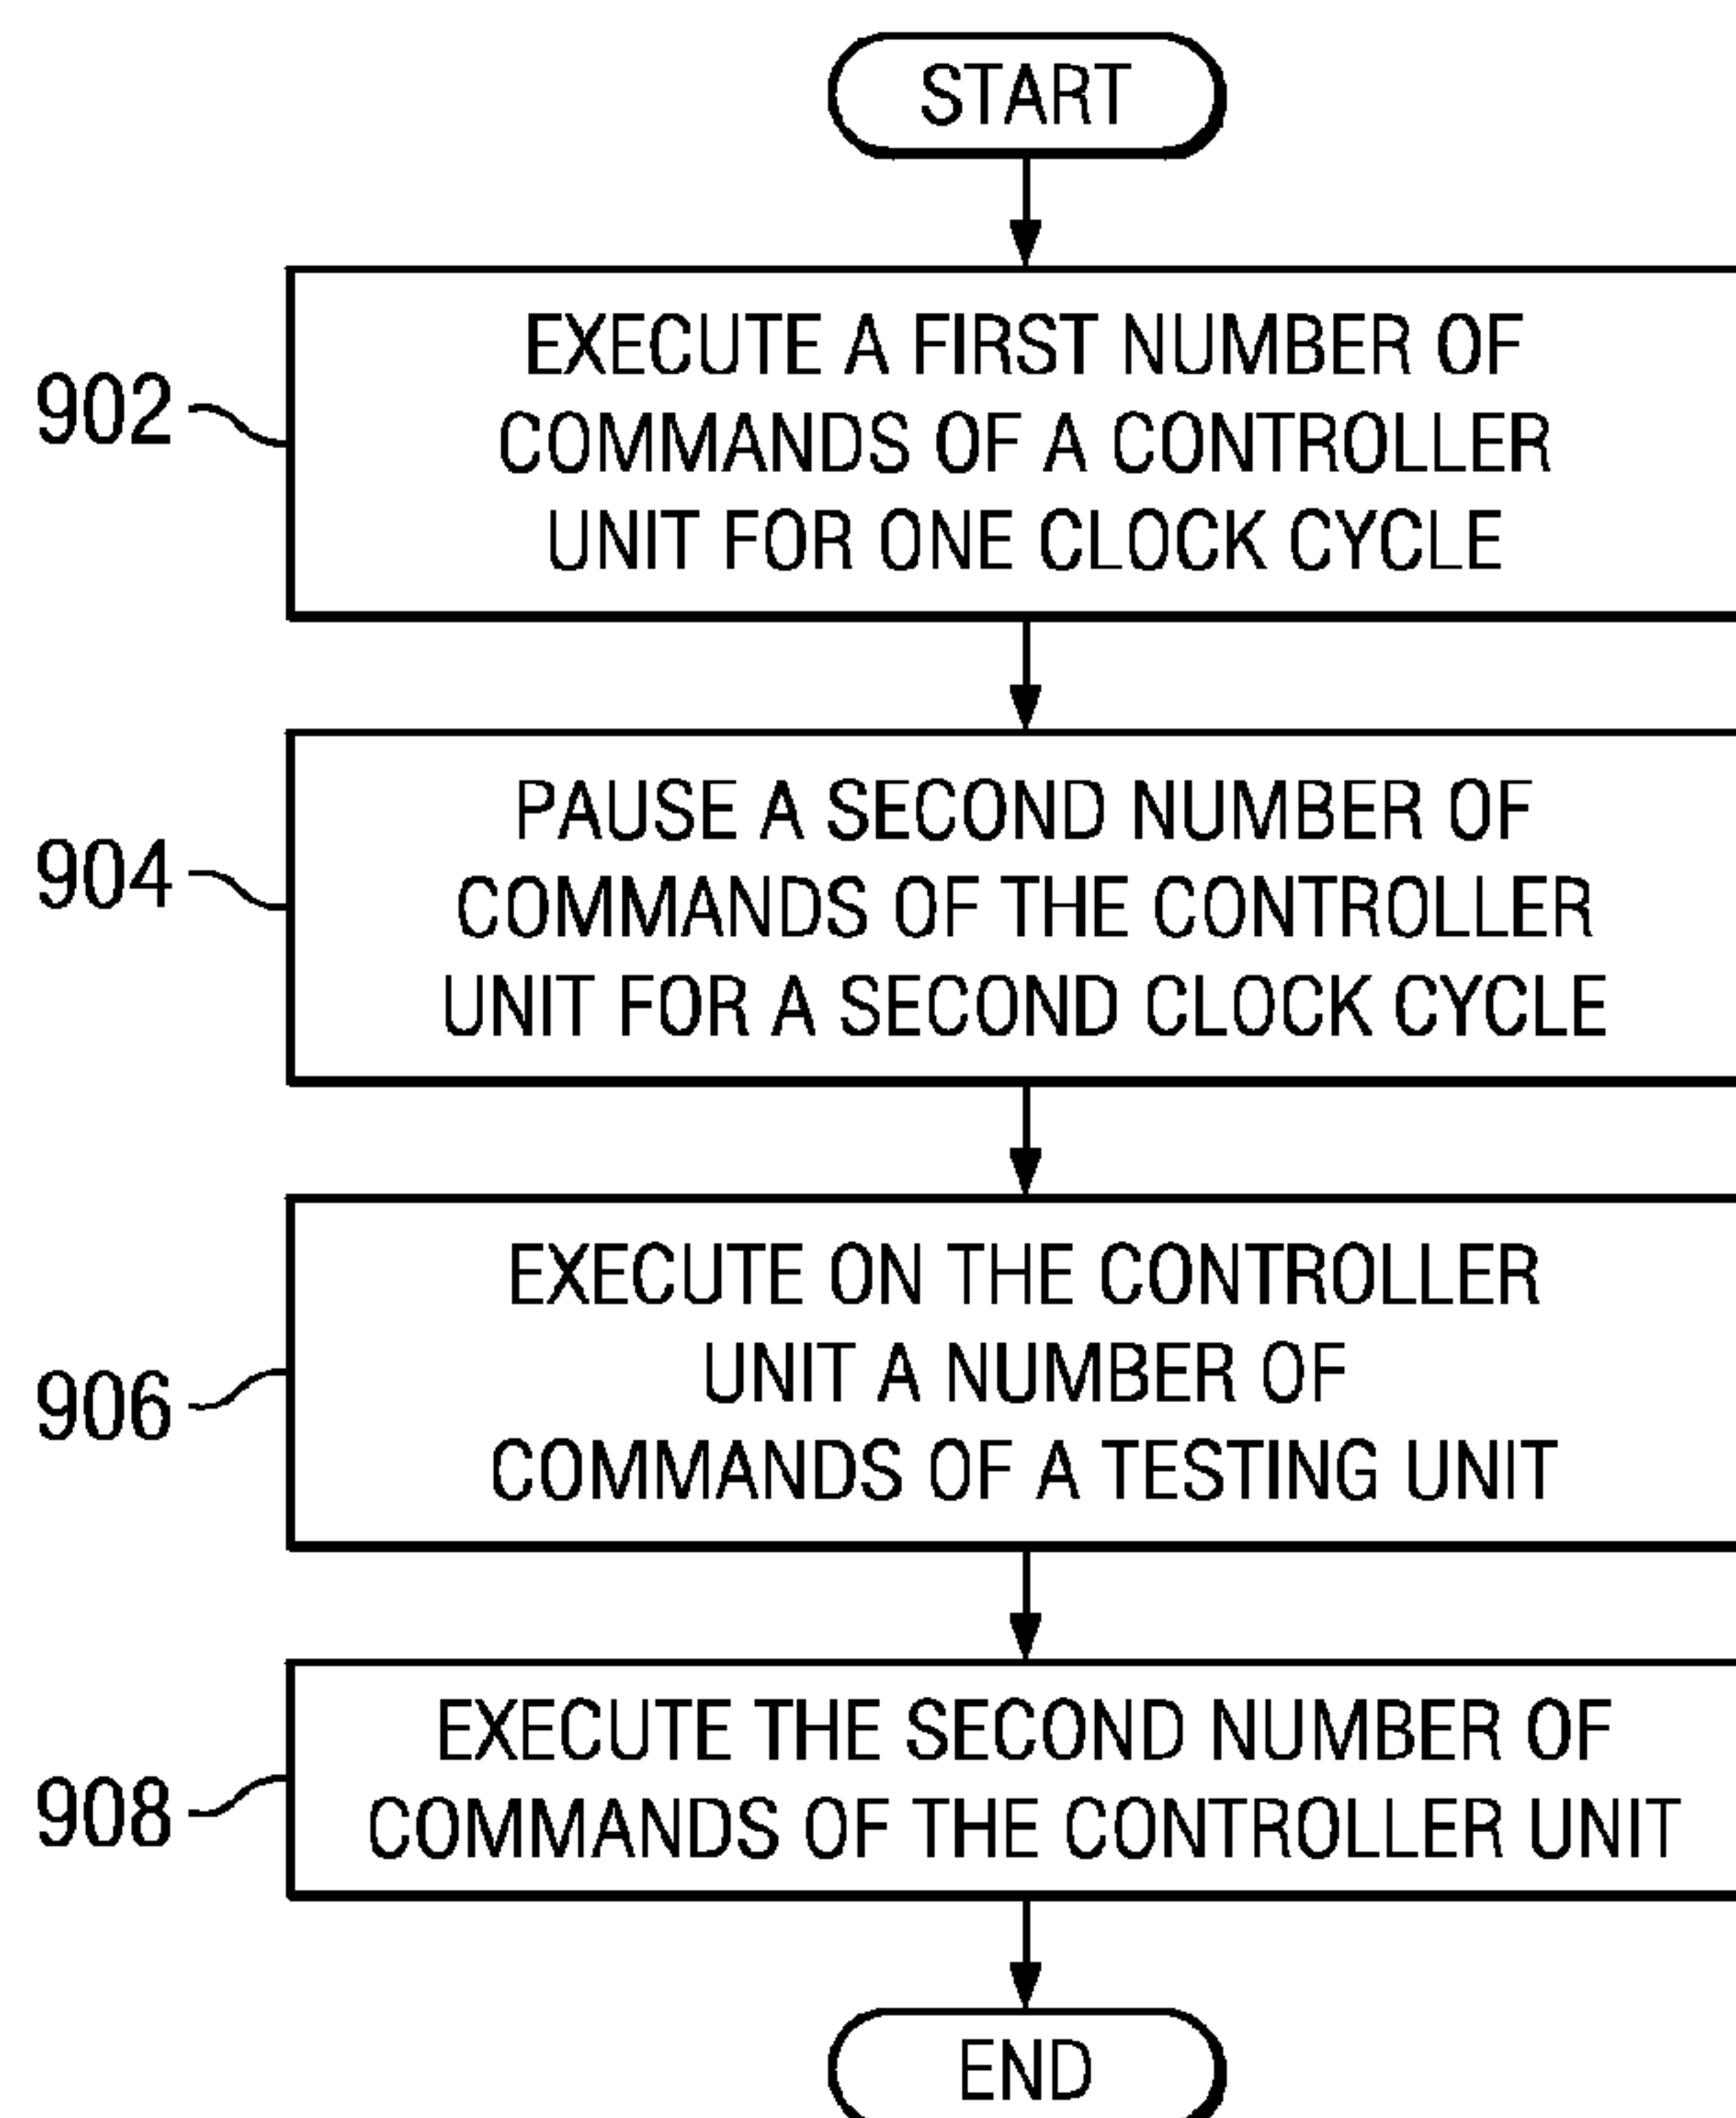 START
902
EXECUTE A FIRST NUMBER OF
COMMANDS OF A CONTROLLER
UNIT FOR ONE CLOCK CYCLE
904
PAUSE A SECOND NUMBER OF
COMMANDS OF THE CONTROLLER
UNIT FOR A SECOND CLOCK CYCLE
906
EXECUTE ON THE CONTROLLER
UNIT A NUMBER OF
COMMANDS OF A TESTING UNIT
908
EXECUTE THE SECOND NUMBER OF
COMMANDS OF THE CONTROLLER UNIT
END